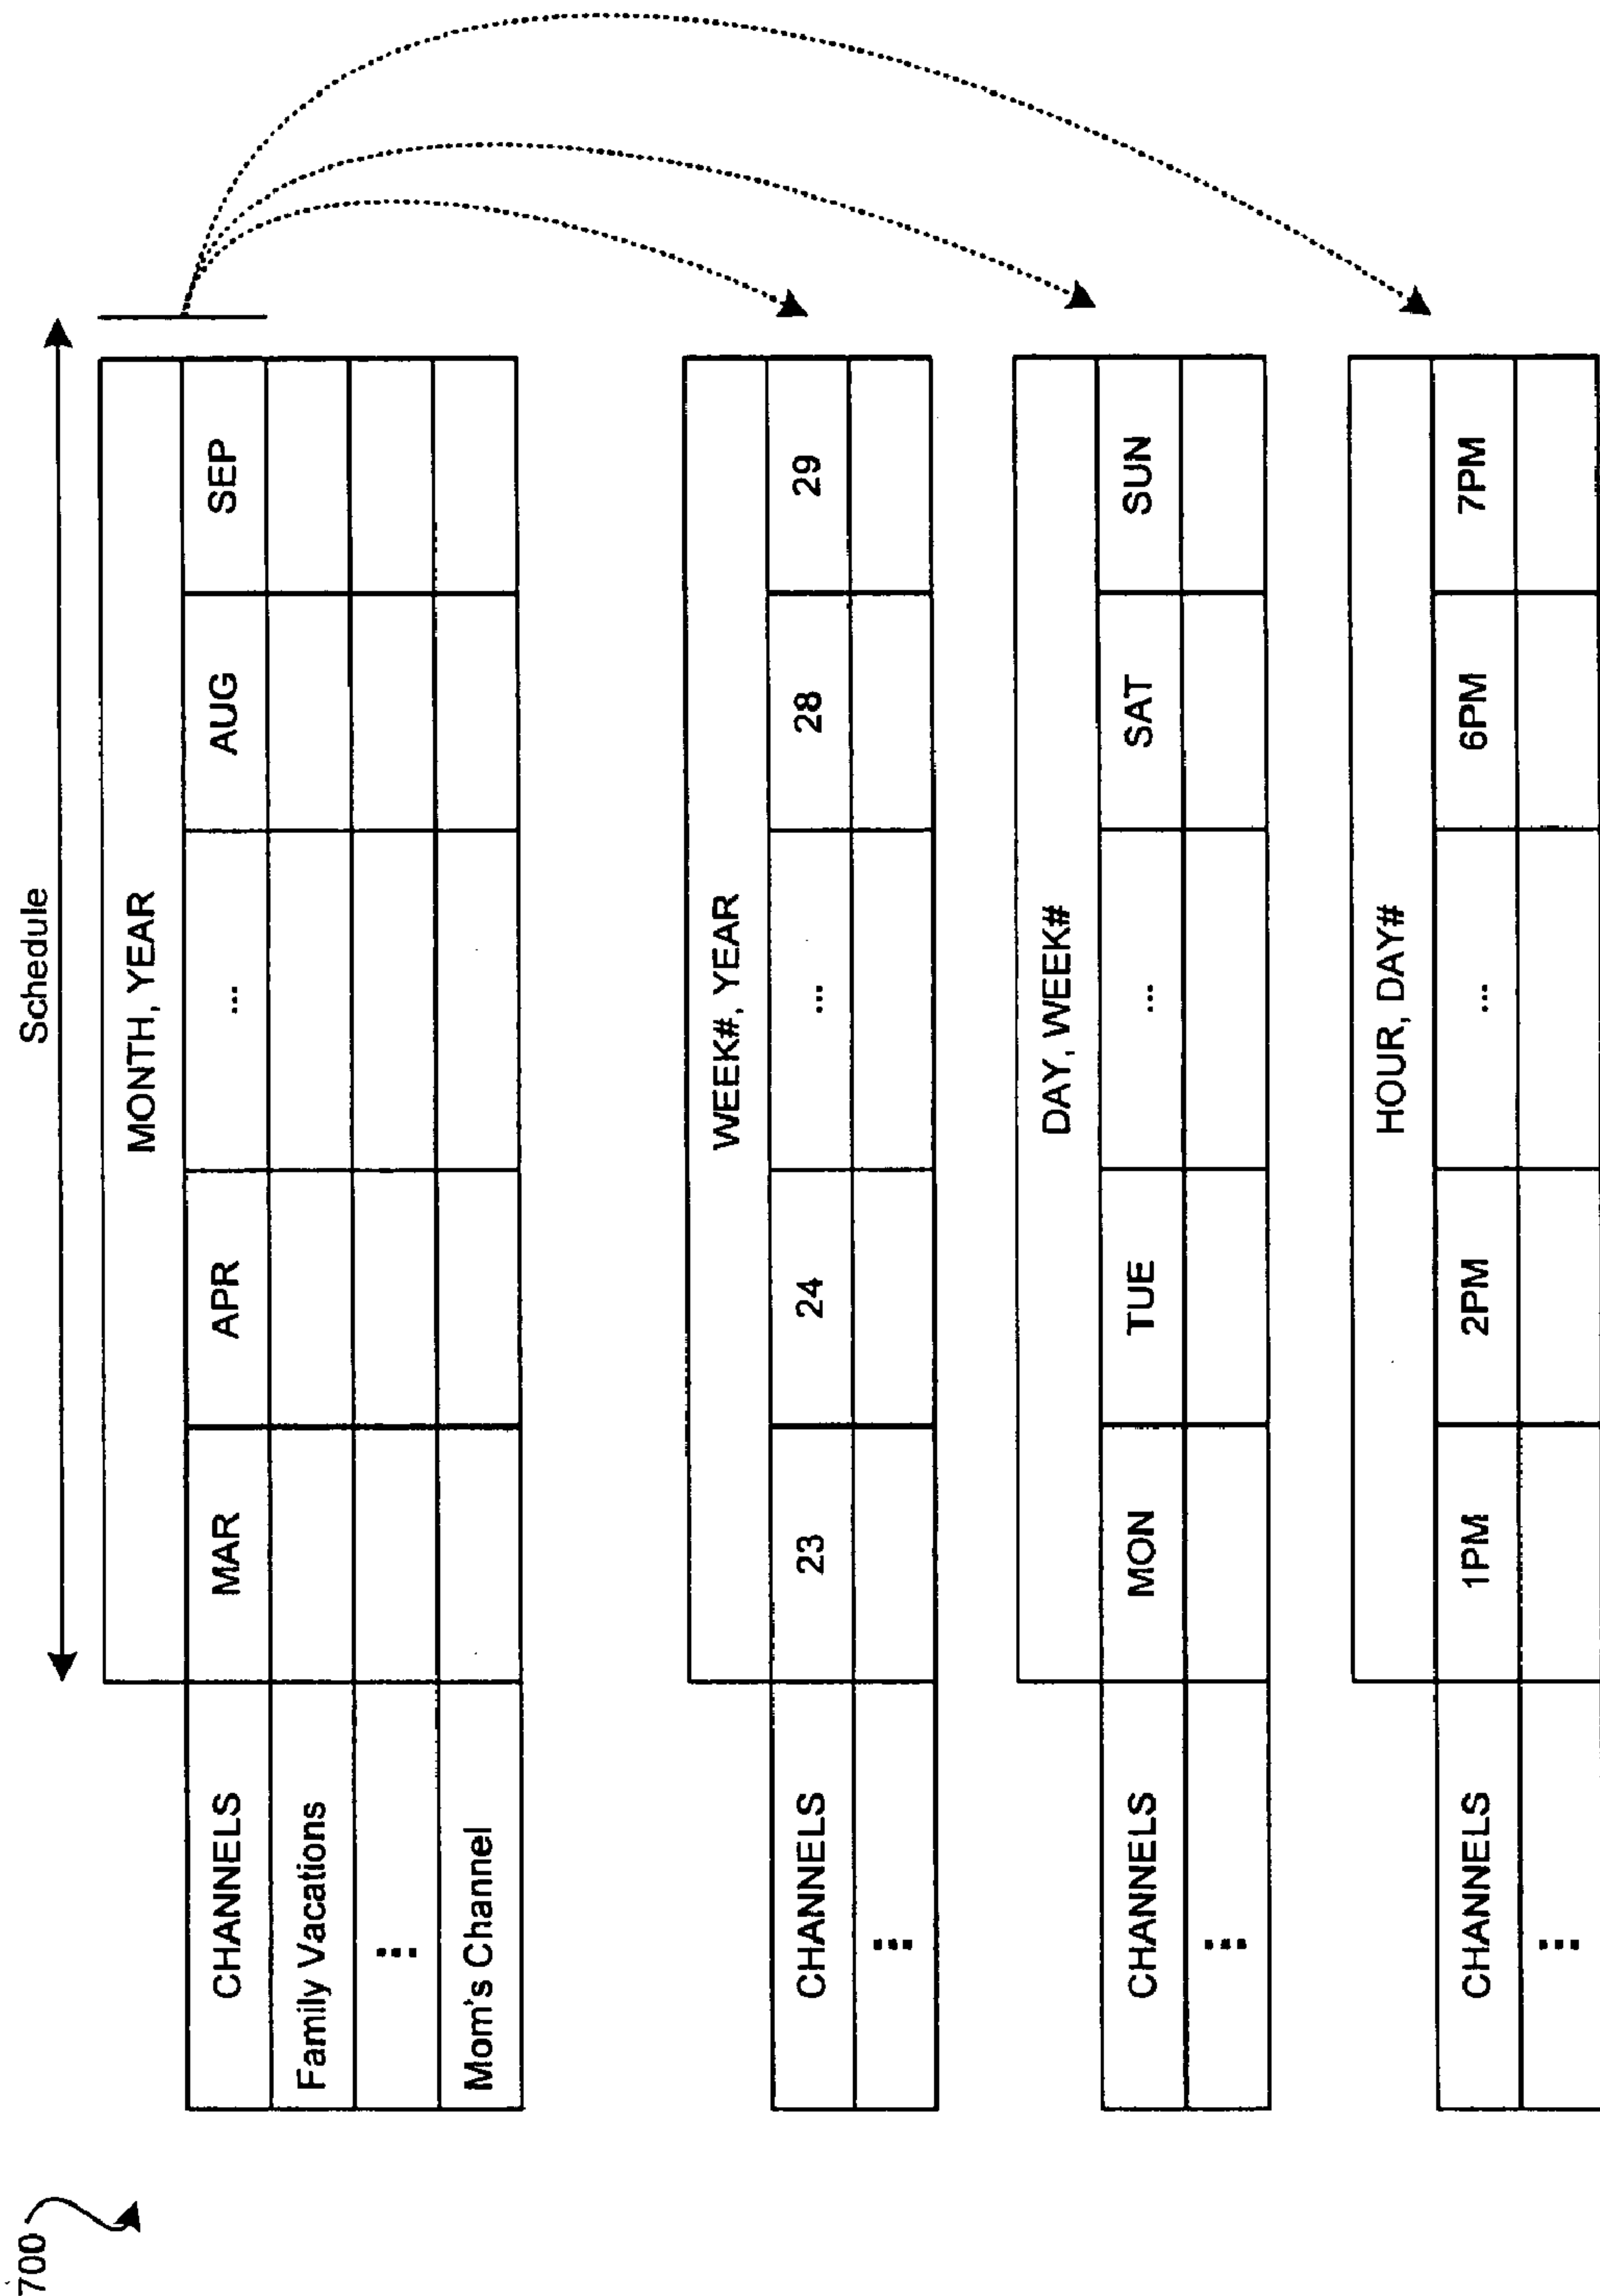 700
Schedule
MONTH, YEAR
CHANNELS MAR APR ... AUG SEP
Family Vacations
...
Mom's Channel
WEEK#, YEAR
CHANNELS 23 24 ... 28 29
...
DAY, WEEK#
CHANNELS MON TUE ... SAT SUN
...
HOUR, DAY#
CHANNELS 1PM 2PM ... 6PM 7PM
...